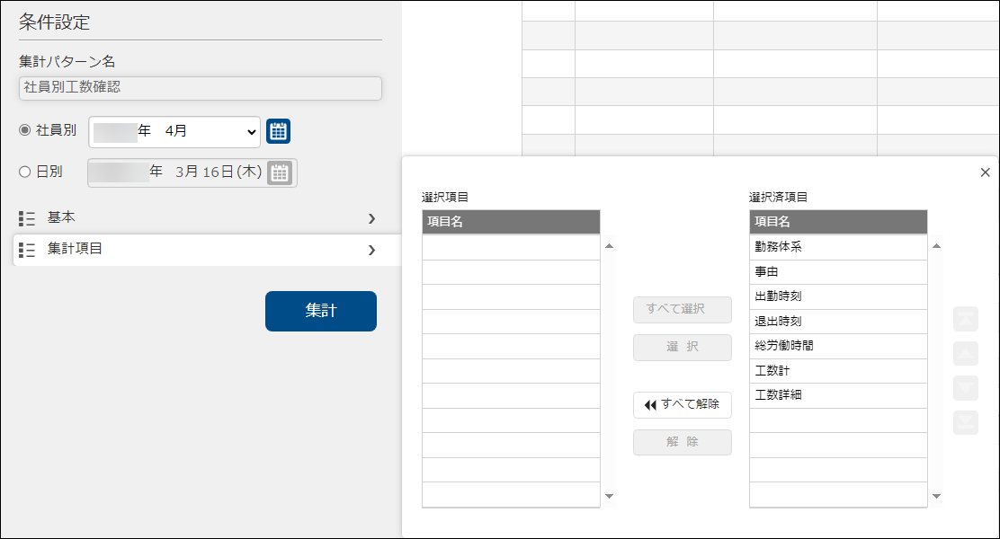 条件設定
集計パターン名
社員別工数確認
社員別
年 4月
日別
年 3月 16日(木)
基本
集計項目
集計
選択項目
項目名
すべて選択
選 択
すべて解除
解 除
選択済項目
項目名
勤務体系
事由
出勤時刻
退出時刻
総労働時間
工数計
工数詳細